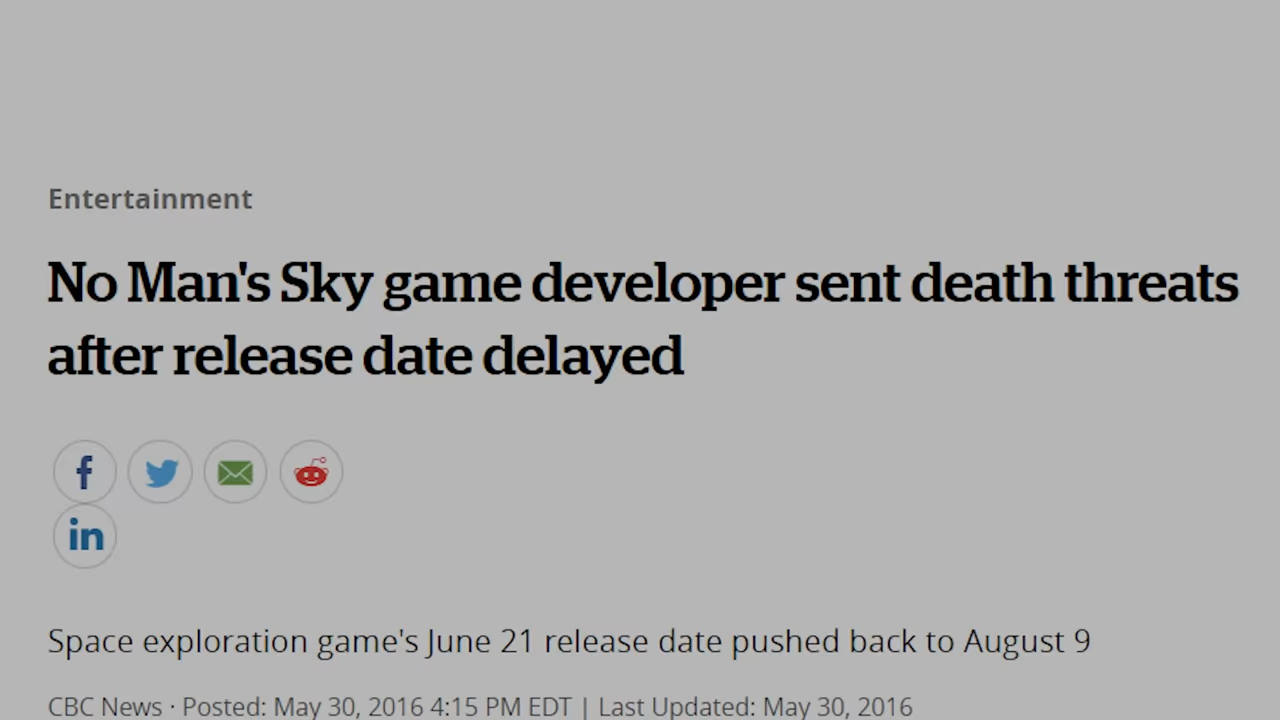 Entertainment
No Man's Sky game developer sent death threats
after release date delayed
f
in
Space exploration game's June 21 release date pushed back to August 9
CBC News · Posted: May 30, 2016 4:15 PM EDT | Last Updated: May 30, 2016